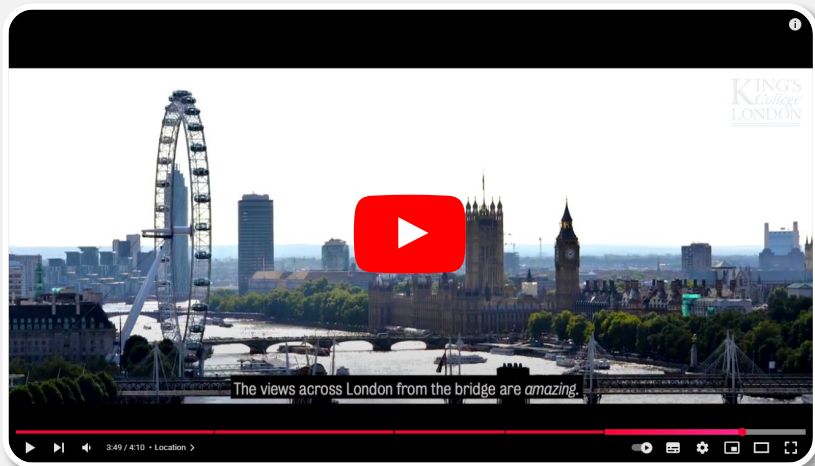 KING'S
College
LONDON
The views across London from the bridge are amazing.
3:49 / 4:10 • Location